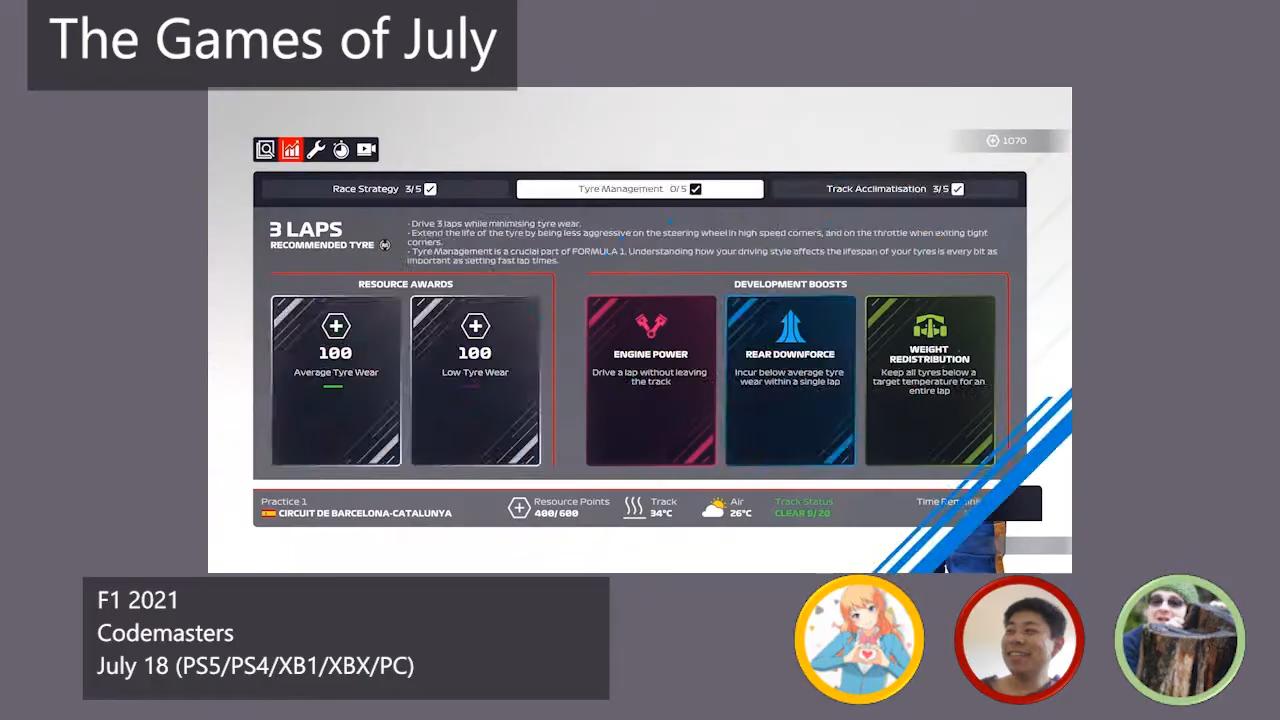 The Games of July
1070
Race Strategy 3/5
Tyre Management 0/5
Track Acclimatisation 3/5
3 LAPS
RECOMMENDED TYRE
• Drive 3 laps while minimising tyre wear.
• Extend the life of the tyre by being less aggressive on the steering wheel in high speed corners, and on the throttle when exiting tight
corners.
• Tyre Management is a crucial part of FORMULA 1. Understanding how your driving style affects the lifespan of your tyres is every bit as
important as setting fast lap times.
RESOURCE AWARDS
100
Average Tyre Wear
100
Low Tyre Wear
DEVELOPMENT BOOSTS
ENGINE POWER
Drive a lap without leaving
the track
REAR DOWNFORCE
Incur below average tyre
wear within a single lap
WEIGHT
REDISTRIBUTION
Keep all tyres below a
target temperature for an
entire lap
Practice 1
CIRCUIT DE BARCELONA-CATALUNYA
Resource Points
400/600
Track
34°C
Air
26°C
Track Status
CLEAR 9/20
Time
F1 2021
Codemasters
July 18 (PS5/PS4/XB1/XBX/PC)